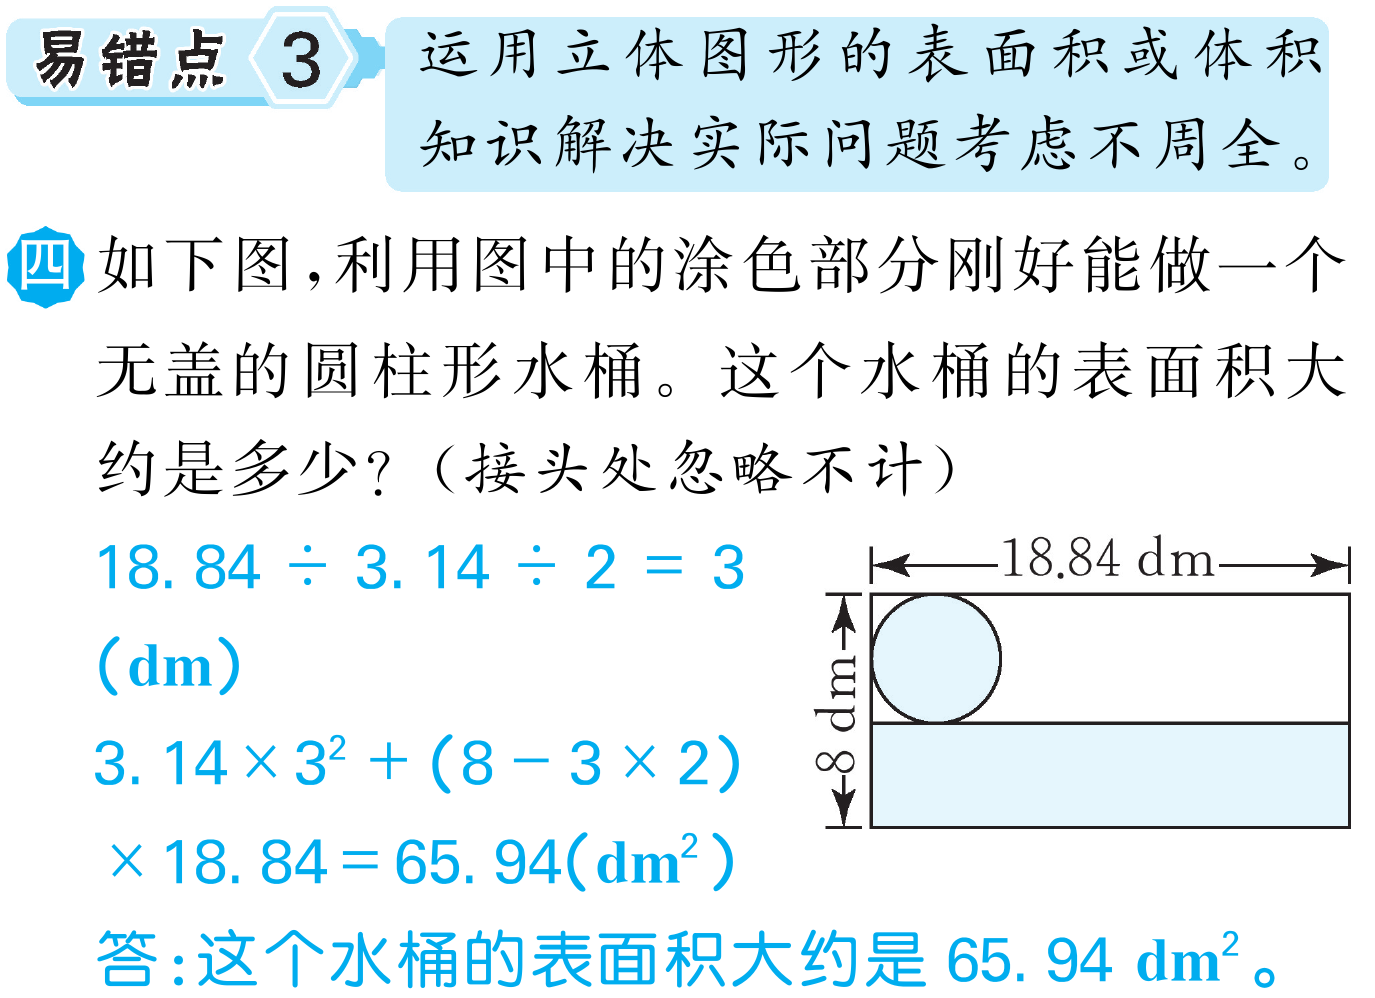 易错点 3
运用立体图形的表面积或体积
知识解决实际问题考虑不周全。
四 如下图,利用图中的涂色部分刚好能做一个
无盖的圆柱形水桶。这个水桶的表面积大
约是多少?(接头处忽略不计)
18.84 ÷ 3.14 ÷ 2 = 3
(dm)
3.14×3² + (8 - 3 × 2)
×18.84=65.94(dm²)
答:这个水桶的表面积大约是 65.94 dm²。
18.84 dm
8 dm